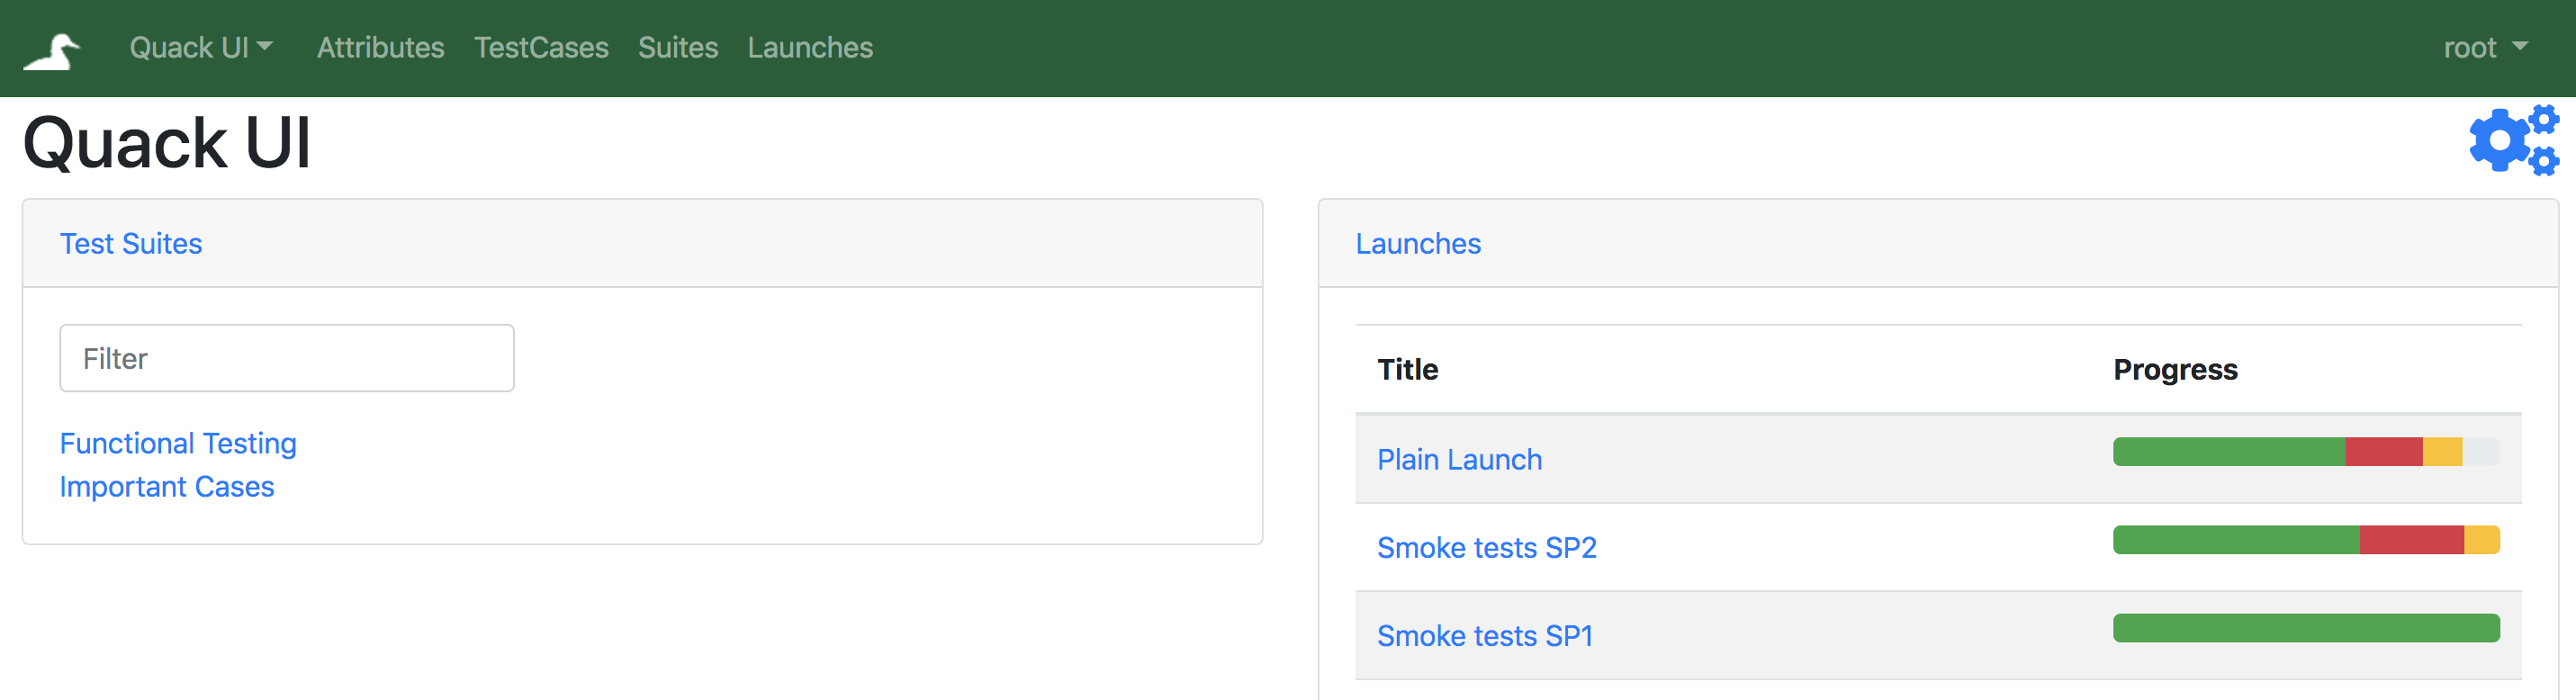 Quack UI Attributes TestCases Suites Launches root
Quack UI
Test Suites
Filter
Functional Testing
Important Cases
Launches
Title Progress
Plain Launch
Smoke tests SP2
Smoke tests SP1